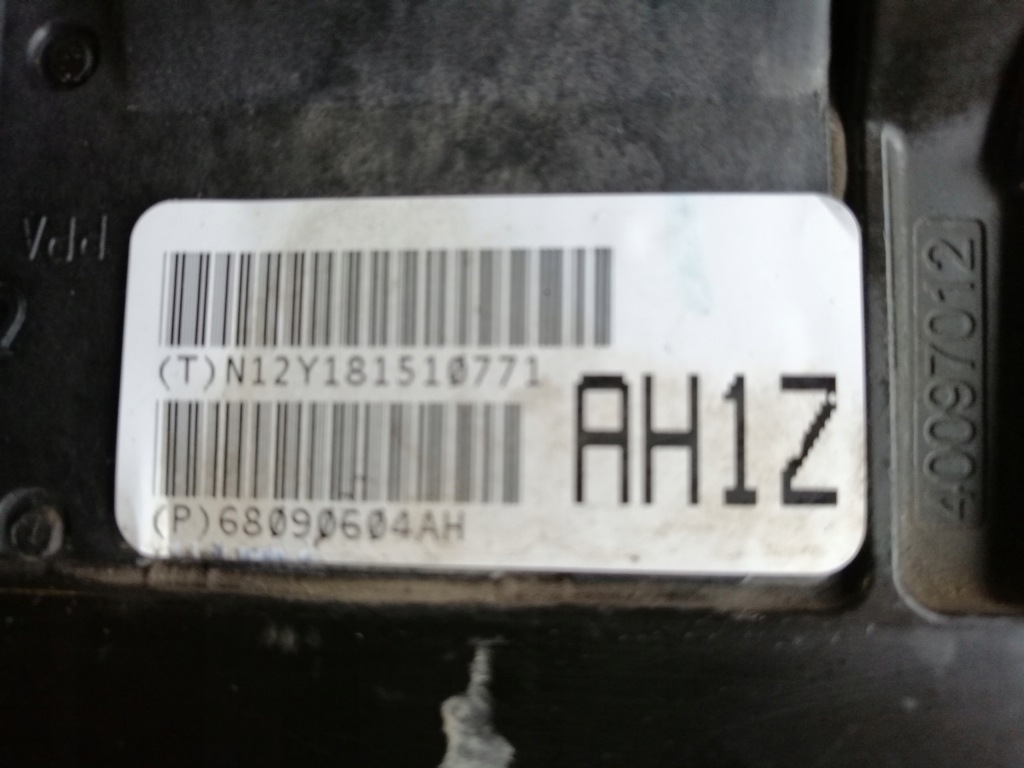 Vdd
(T)N12Y181510771
AH1Z
(P)68090604AH
40097012